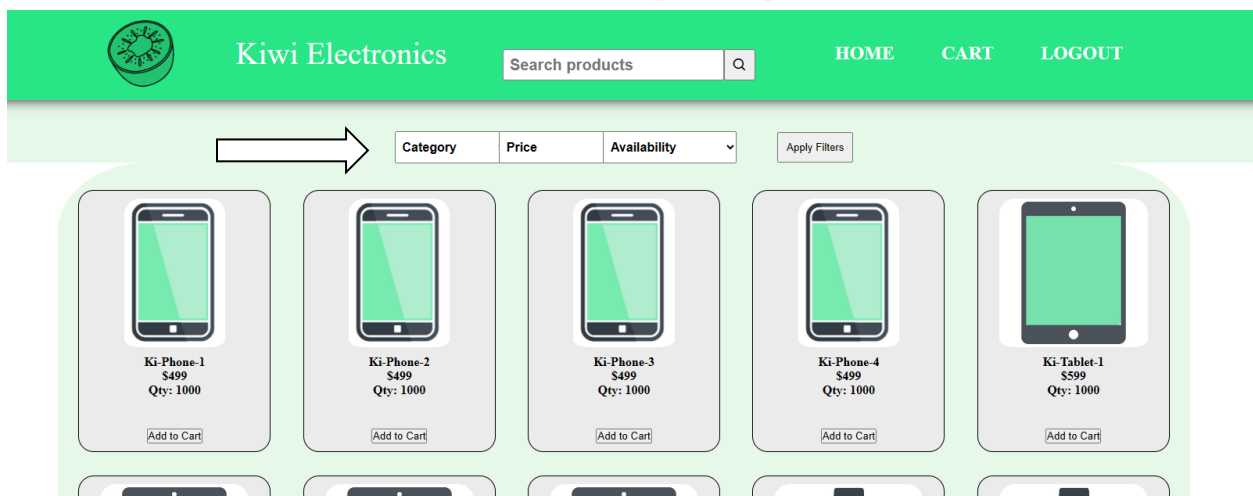 Kiwi Electronics
Search products
HOME CART LOGOUT
Category Price Availability
Apply Filters
Ki-Phone-1
$499
Qty: 1000
Add to Cart
Ki-Phone-2
$499
Qty: 1000
Add to Cart
Ki-Phone-3
$499
Qty: 1000
Add to Cart
Ki-Phone-4
$499
Qty: 1000
Add to Cart
Ki-Tablet-1
$599
Qty: 1000
Add to Cart